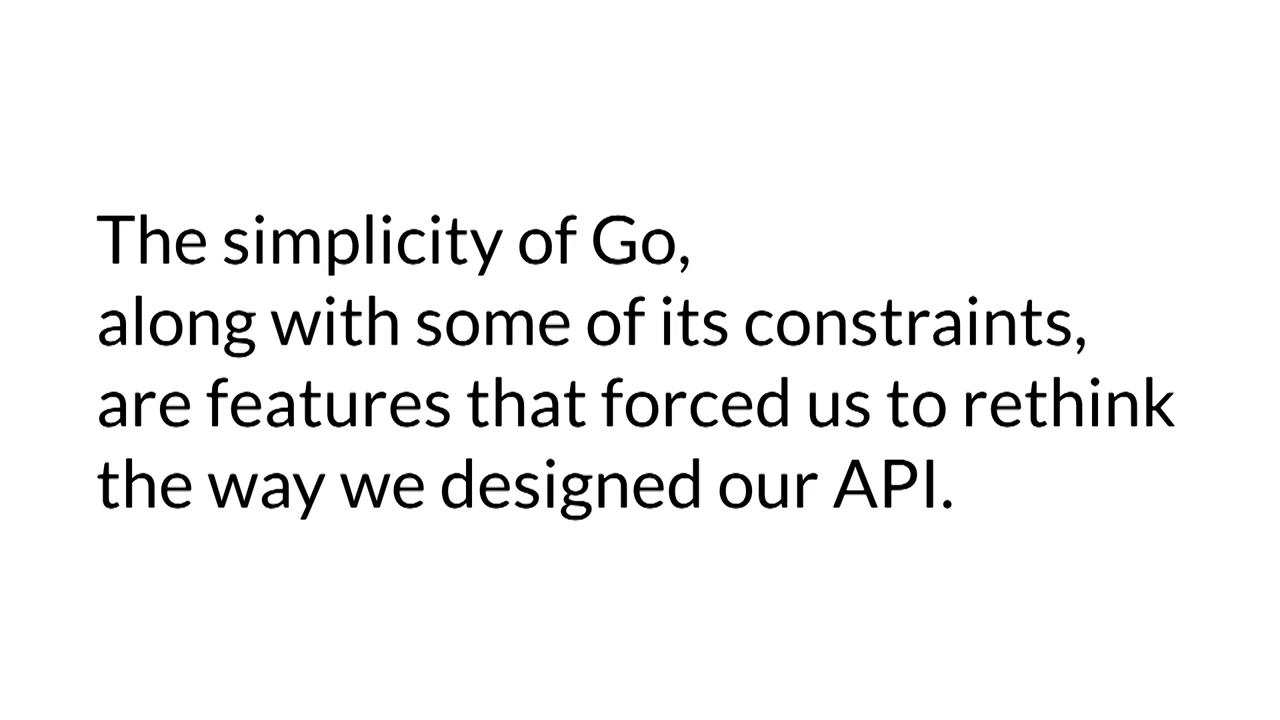 The simplicity of Go,
along with some of its constraints,
are features that forced us to rethink
the way we designed our API.